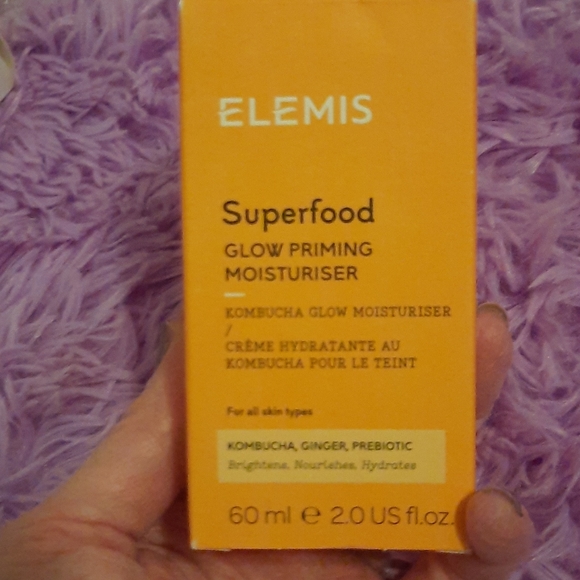 ELEMIS
Superfood
GLOW PRIMING
MOISTURISER
KOMBUCHA GLOW MOISTURISER
/
CRÈME HYDRATANTE AU
KOMBUCHA POUR LE TEINT
For all skin types
KOMBUCHA, GINGER, PREBIOTIC
Brightens, Nourishes, Hydrates
60 ml ℮ 2.0 US fl.oz.